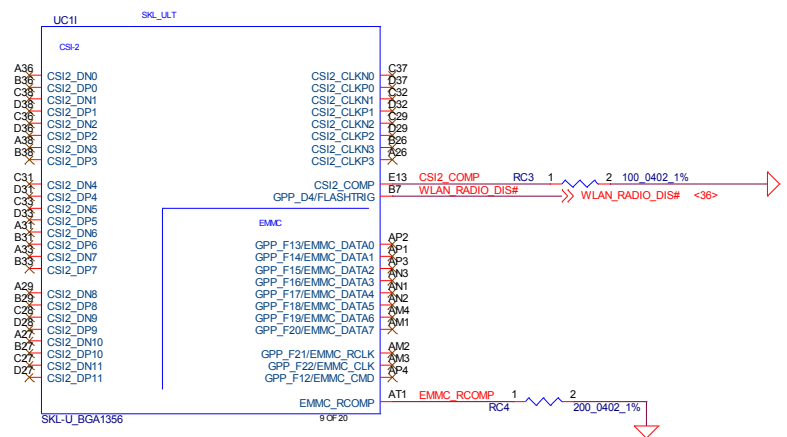 UC1I
SKL_ULT
CSI-2
A36 CSI2_DN0 CSI2_CLKN0 C37
B36 CSI2_DP0 CSI2_CLKP0 D37
C38 CSI2_DN1 CSI2_CLKN1 C32
D38 CSI2_DP1 CSI2_CLKP1 D32
C36 CSI2_DN2 CSI2_CLKN2 C29
D36 CSI2_DP2 CSI2_CLKP2 D29
A38 CSI2_DN3 CSI2_CLKN3 B26
B38 CSI2_DP3 CSI2_CLKP3 A26
C31 CSI2_DN4 CSI2_COMP E13 CSI2_COMP RC3 1 2 100_0402_1%
D31 CSI2_DP4 GPP_D4/FLASHTRIG B7 WLAN_RADIO_DIS# WLAN_RADIO_DIS# <36>
C33 CSI2_DN5
D33 CSI2_DP5
EMMC
A31 CSI2_DN6
B31 CSI2_DP6 GPP_F13/EMMC_DATA0 AP2
A33 CSI2_DN7 GPP_F14/EMMC_DATA1 AP1
B33 CSI2_DP7 GPP_F15/EMMC_DATA2 AP3
GPP_F16/EMMC_DATA3 AN3
A29 CSI2_DN8 GPP_F17/EMMC_DATA4 AN1
B29 CSI2_DP8 GPP_F18/EMMC_DATA5 AN2
C28 CSI2_DN9 GPP_F19/EMMC_DATA6 AM4
D28 CSI2_DP9 GPP_F20/EMMC_DATA7 AM1
A27 CSI2_DN10
B27 CSI2_DP10 GPP_F21/EMMC_RCLK AM2
C27 CSI2_DN11 GPP_F22/EMMC_CLK AM3
D27 CSI2_DP11 GPP_F12/EMMC_CMD AP4
EMMC_RCOMP AT1 EMMC_RCOMP RC4 1 2 200_0402_1%
SKL-U_BGA1356
9 OF 20